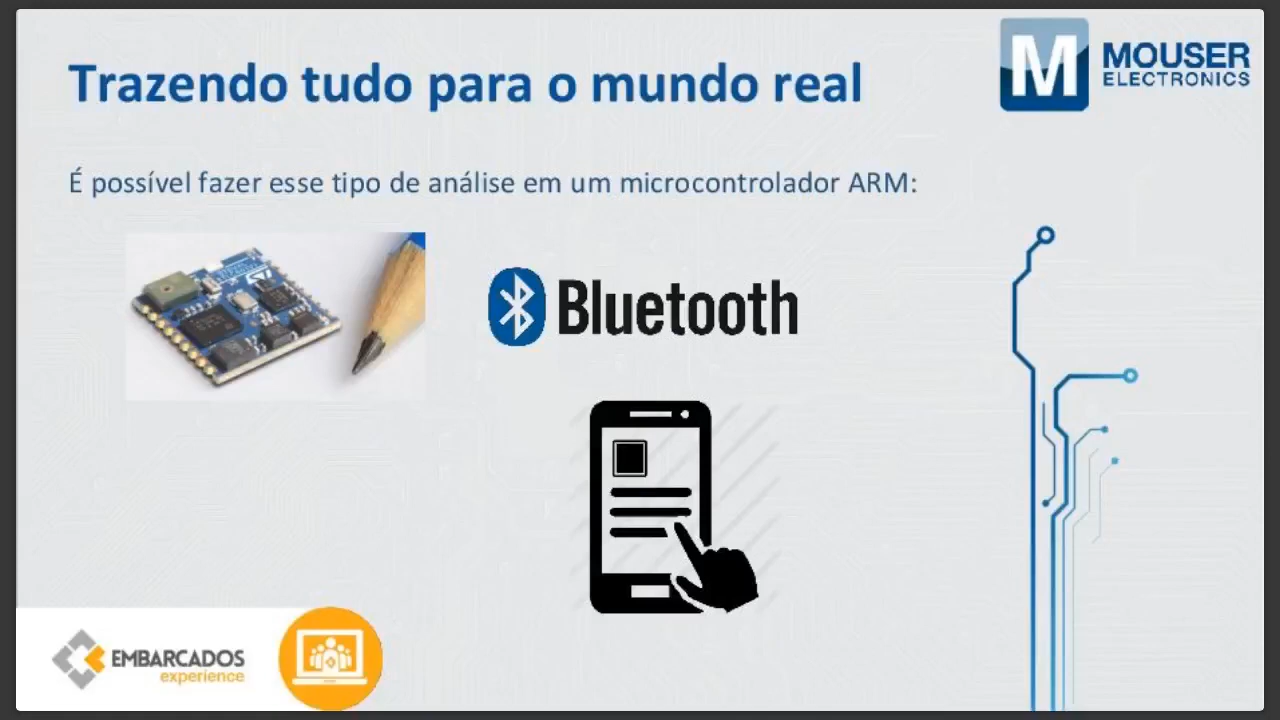 Trazendo tudo para o mundo real
M MOUSER
ELECTRONICS
É possível fazer esse tipo de análise em um microcontrolador ARM:
ST
Bluetooth
EMBARCADOS
experience